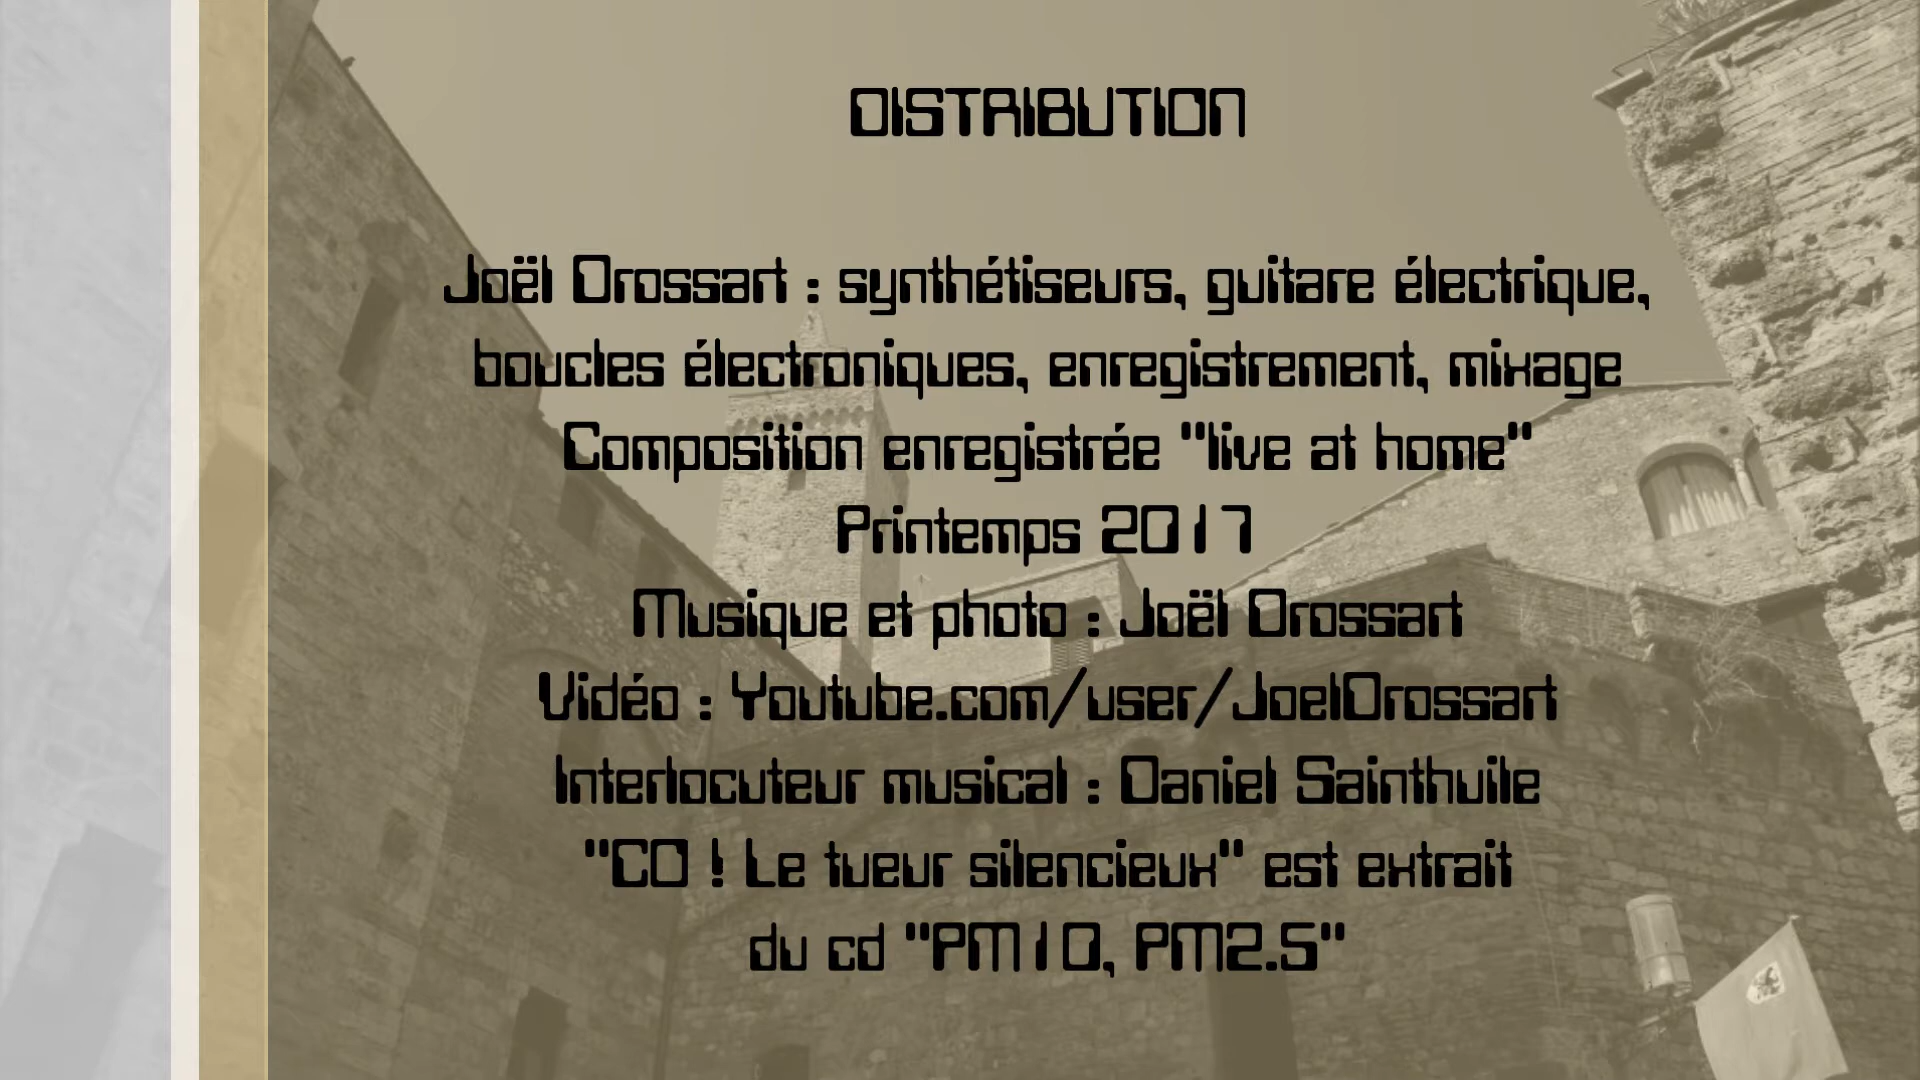 DISTRIBUTION
Joël Drossart : synthétiseurs, guitare électrique,
boucles électroniques, enregistrement, mixage
Composition enregistrée "live at home"
Printemps 2017
Musique et photo : Joël Drossart
Vidéo : Youtube.com/user/JoelDrossart
Interlocuteur musical : Daniel Sainthuile
"CO ! Le tueur silencieux" est extrait
du cd "PM10, PM2.5"